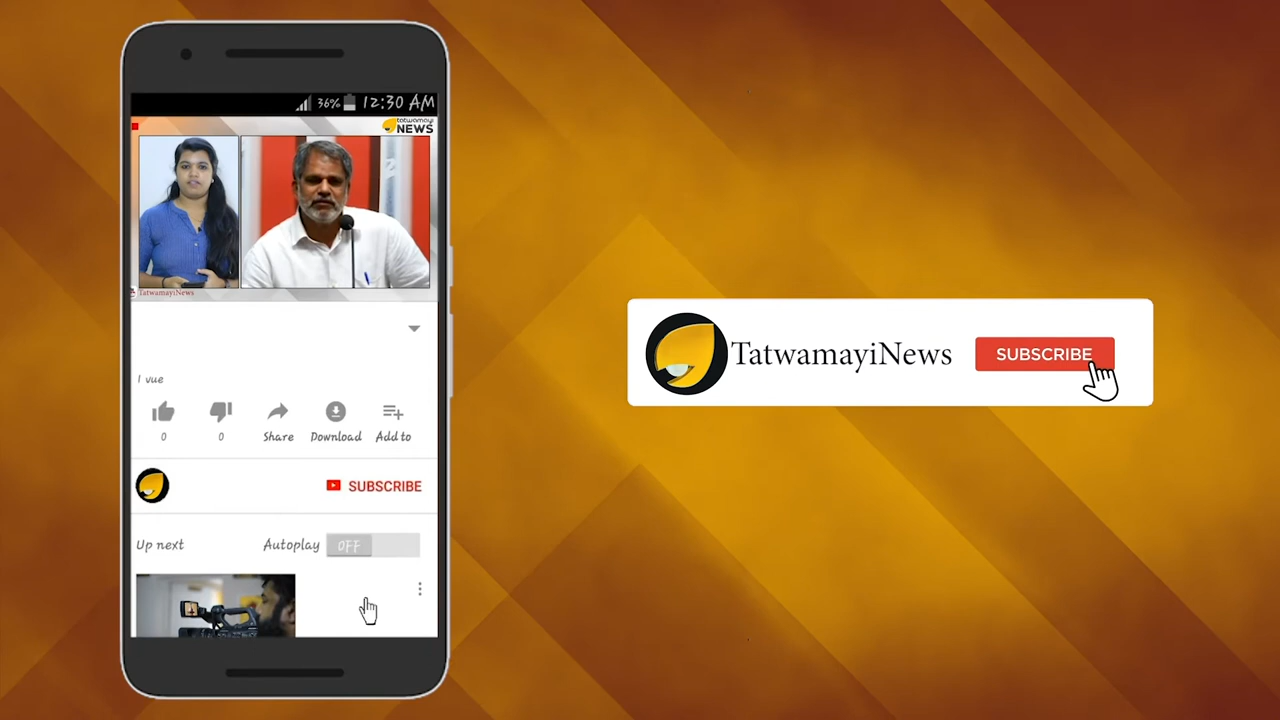 36% 12:30 AM
tatwamayi
NEWS
TatwamayiNews
1 vue
0 0 Share Download Add to
SUBSCRIBE
Up next Autoplay OFF
TatwamayiNews SUBSCRIBE